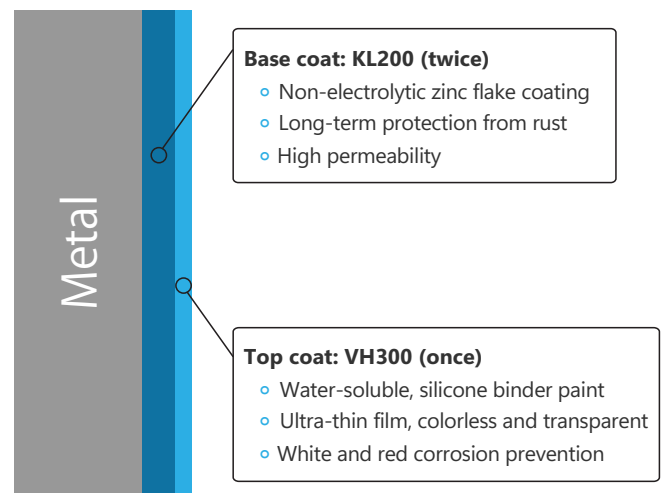 Metal
Base coat: KL200 (twice)
Non-electrolytic zinc flake coating
Long-term protection from rust
High permeability
Top coat: VH300 (once)
Water-soluble, silicone binder paint
Ultra-thin film, colorless and transparent
White and red corrosion prevention